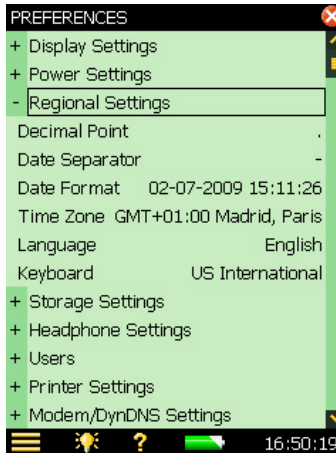 PREFERENCES
+ Display Settings
+ Power Settings
- Regional Settings
Decimal Point .
Date Separator -
Date Format 02-07-2009 15:11:26
Time Zone GMT+01:00 Madrid, Paris
Language English
Keyboard US International
+ Storage Settings
+ Headphone Settings
+ Users
+ Printer Settings
+ Modem/DynDNS Settings
? 16:50:19